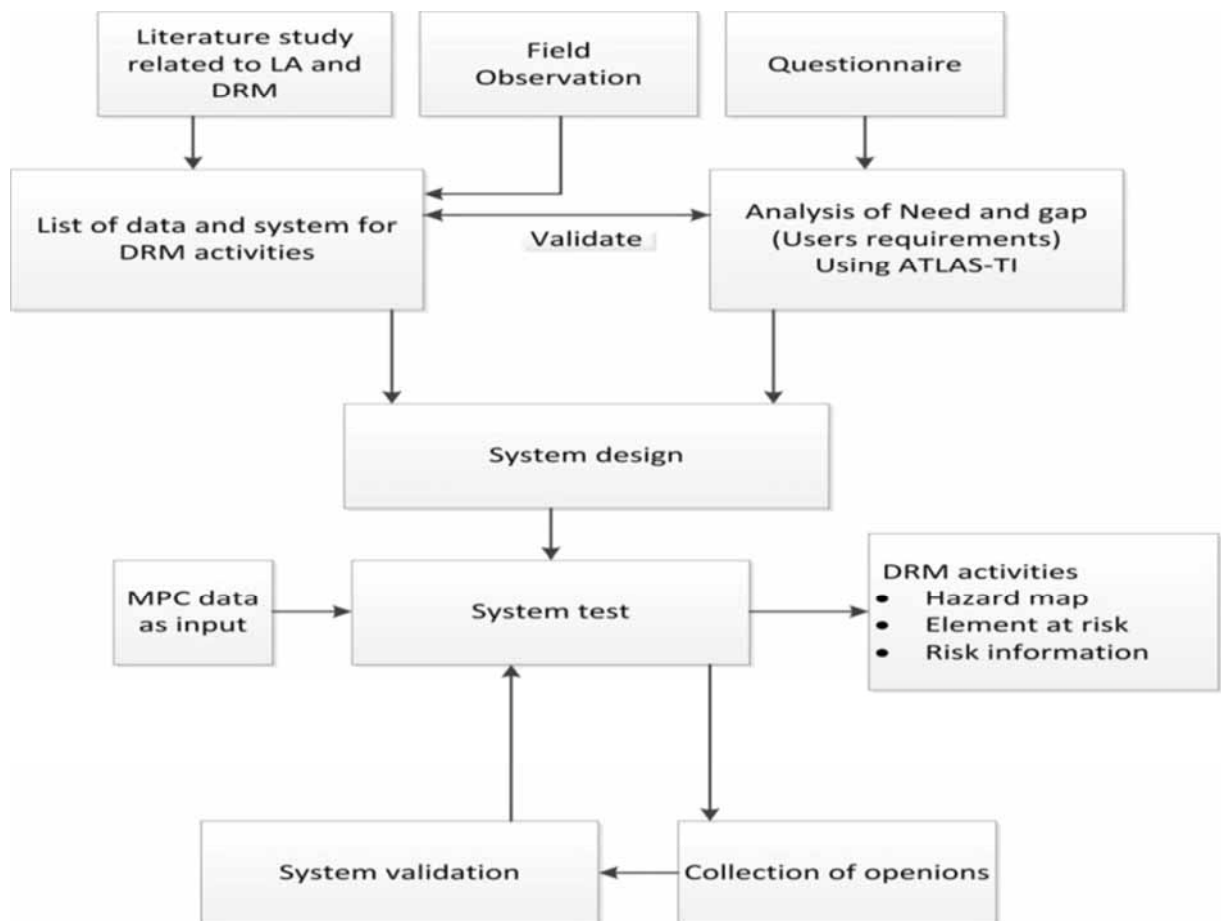 Literature study
related to LA and
DRM
Field
Observation
Questionnaire
List of data and system for
DRM activities
Validate
Analysis of Need and gap
(Users requirements)
Using ATLAS-TI
System design
MPC data
as input
System test
DRM activities
• Hazard map
• Element at risk
• Risk information
System validation
Collection of openions